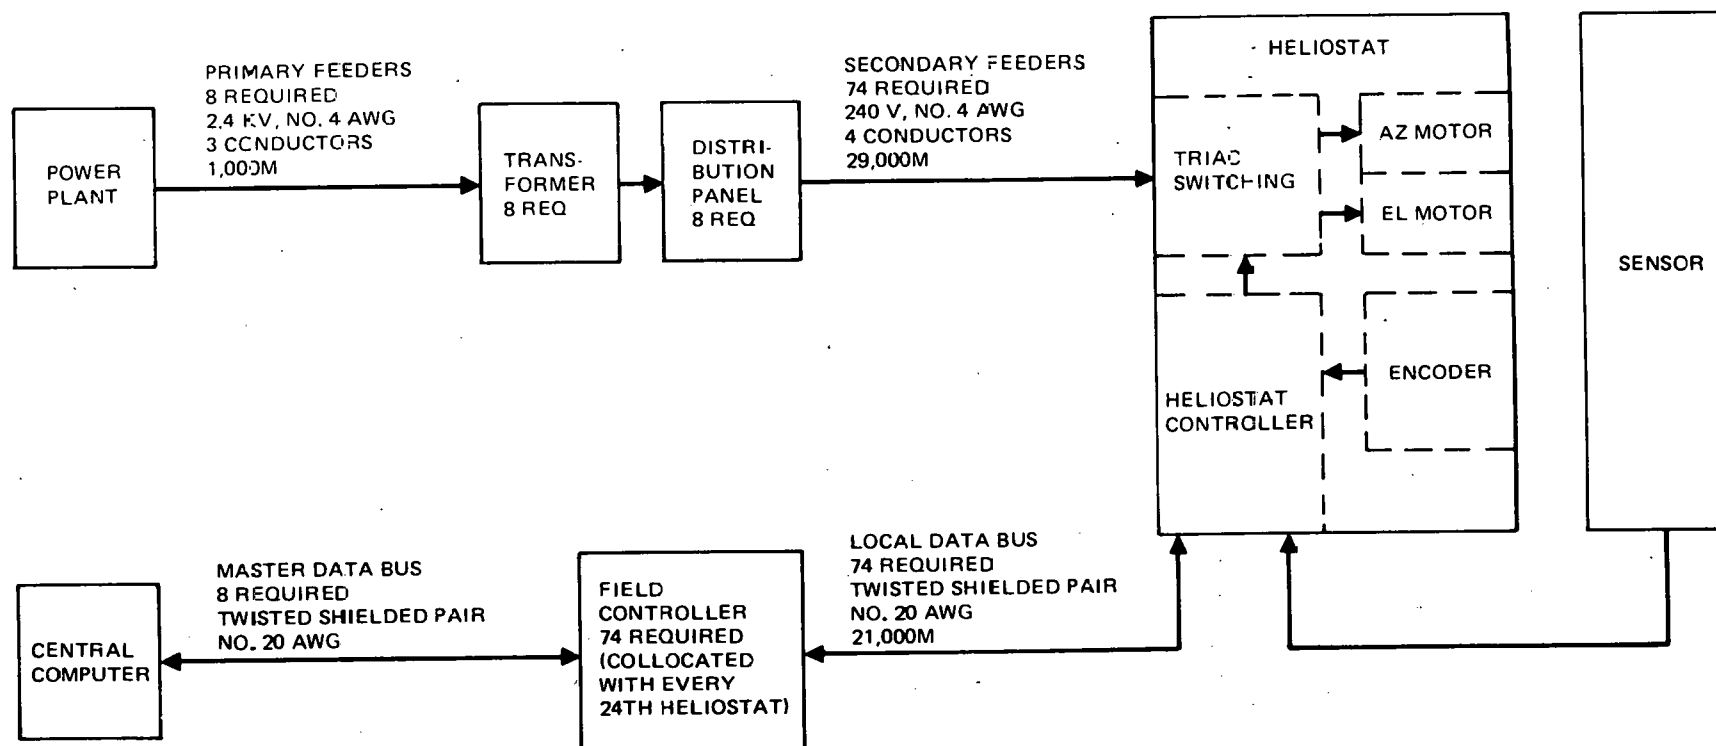 HELIOSTAT
PRIMARY FEEDERS
8 REQUIRED
2.4 KV, NO. 4 AWG
3 CONDUCTORS
1,000M
SECONDARY FEEDERS
74 REQUIRED
240 V, NO. 4 AWG
4 CONDUCTORS
29,000M
POWER
PLANT
TRANS-
FORMER
8 REQ
DISTRI-
BUTION
PANEL
8 REQ
TRIAC
SWITCHING
AZ MOTOR
EL MOTOR
SENSOR
ENCODER
HELIOSTAT
CONTROLLER
MASTER DATA BUS
8 REQUIRED
TWISTED SHIELDED PAIR
NO. 20 AWG
CENTRAL
COMPUTER
FIELD
CONTROLLER
74 REQUIRED
(COLLOCATED
WITH EVERY
24TH HELIOSTAT)
LOCAL DATA BUS
74 REQUIRED
TWISTED SHIELDED PAIR
NO. 20 AWG
21,000M